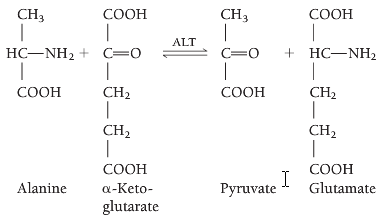 CH3 COOH CH3 COOH
HC—NH2 + C=O ALT C=O + HC—NH2
COOH CH2 COOH CH2
CH2 CH2
COOH COOH
Alanine α-Keto- Pyruvate Glutamate
glutarate